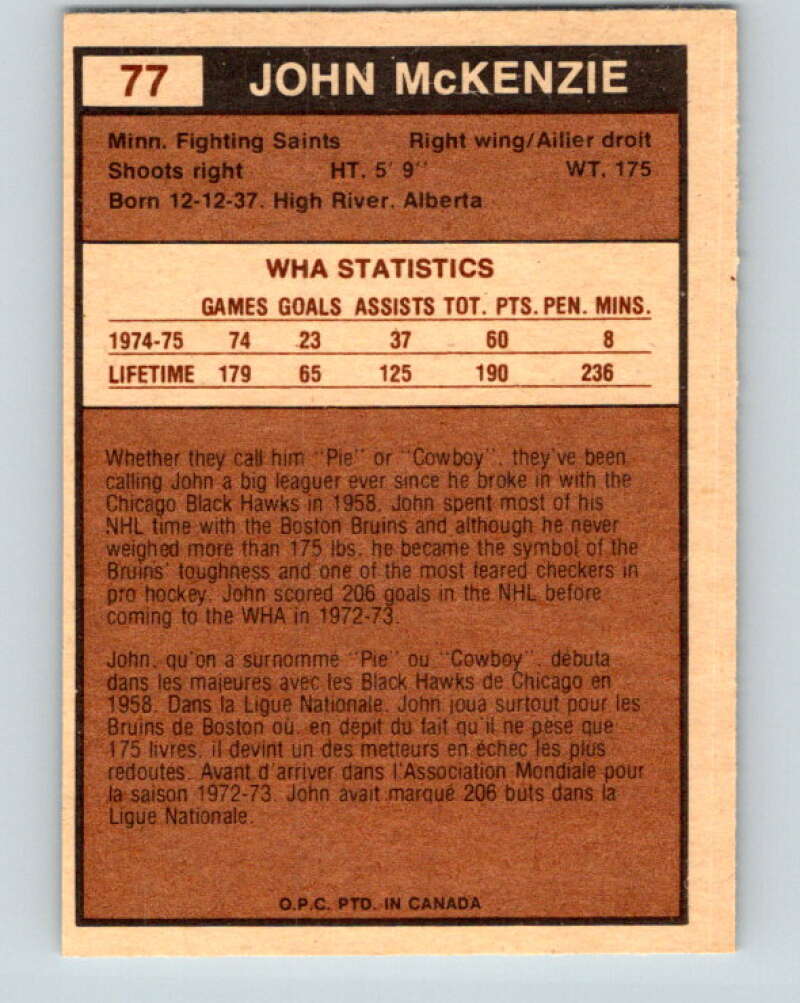 77 JOHN McKENZIE
Minn. Fighting Saints Right wing/Ailier droit
Shoots right HT. 5' 9'' WT. 175
Born 12-12-37. High River. Alberta
WHA STATISTICS
GAMES GOALS ASSISTS TOT. PTS. PEN. MINS.
1974-75 74 23 37 60 8
LIFETIME 179 65 125 190 236
Whether they call him "Pie" or "Cowboy", they've been
calling John a big leaguer ever since he broke in with the
Chicago Black Hawks in 1958. John spent most of his
NHL time with the Boston Bruins and although he never
weighed more than 175 lbs. he became the symbol of the
Bruins' toughness and one of the most feared checkers in
pro hockey. John scored 206 goals in the NHL before
coming to the WHA in 1972-73.
John, qu'on a surnommé "Pie" ou "Cowboy", débuta
dans les majeures avec les Black Hawks de Chicago en
1958. Dans la Ligue Nationale, John joua surtout pour les
Bruins de Boston où, en dépit du fait qu'il ne pèse que
175 livres, il devint un des metteurs en échec les plus
redoutés. Avant d'arriver dans l'Association Mondiale pour
la saison 1972-73, John avait marqué 206 buts dans la
Ligue Nationale.
O.P.C. PTD. IN CANADA